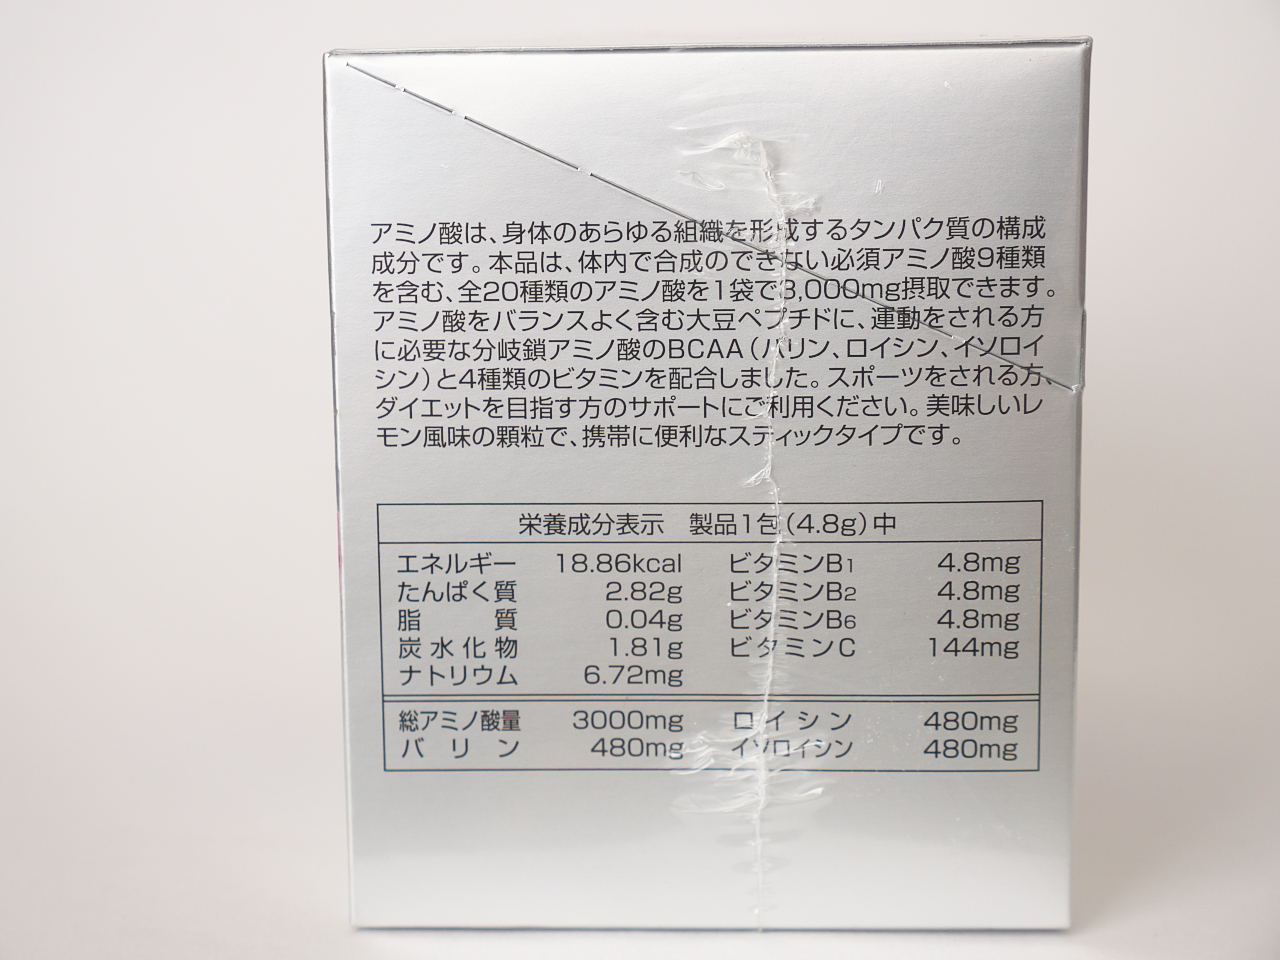 アミノ酸は、身体のあらゆる組織を形成するタンパク質の構成
成分です。本品は、体内で合成のできない必須アミノ酸9種類
を含む、全20種類のアミノ酸を1袋で3,000mg摂取できます。
アミノ酸をバランスよく含む大豆ペプチドに、運動をされる方
に必要な分岐鎖アミノ酸のBCAA(バリン、ロイシン、イソロイ
シン)と4種類のビタミンを配合しました。スポーツをされる方、
ダイエットを目指す方のサポートにご利用ください。美味しいレ
モン風味の顆粒で、携帯に便利なスティックタイプです。
栄養成分表示 製品1包(4.8g)中
エネルギー 18.86kcal ビタミンB1 4.8mg
たんぱく質 2.82g ビタミンB2 4.8mg
脂質 0.04g ビタミンB6 4.8mg
炭水化物 1.81g ビタミンC 144mg
ナトリウム 6.72mg
総アミノ酸量 3000mg ロイシン 480mg
バリン 480mg イソロイシン 480mg